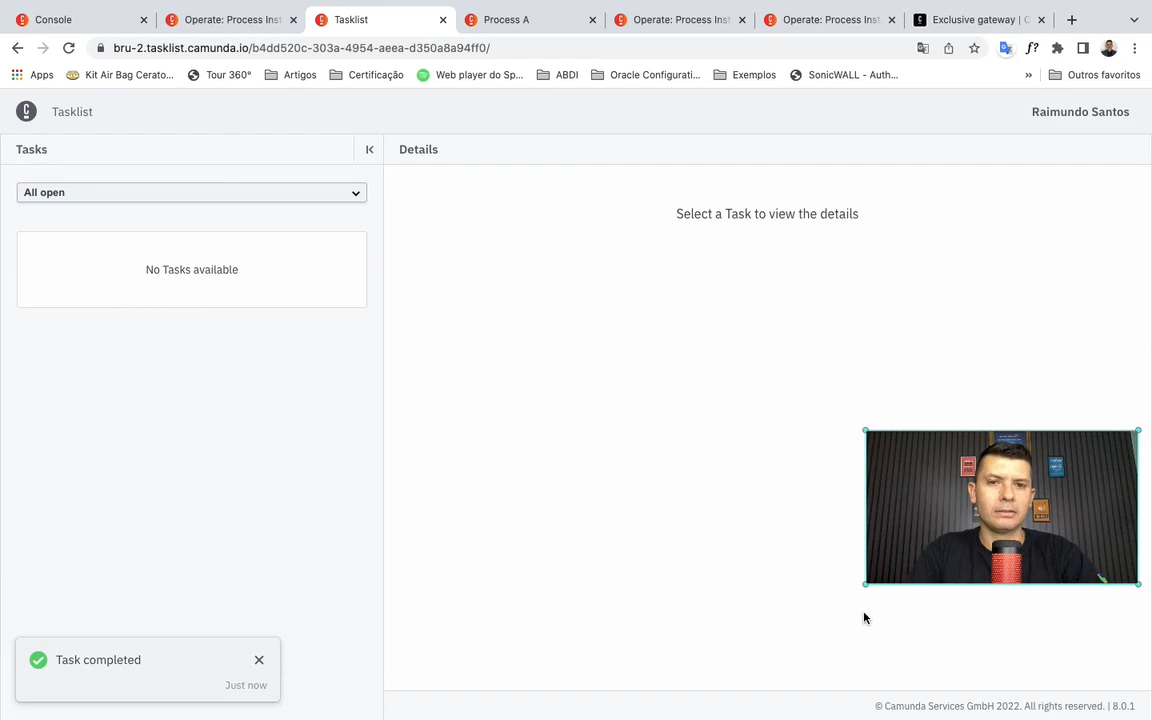 Console
Operate: Process Inst
Tasklist
Process A
Operate: Process Inst
Operate: Process Inst
Exclusive gateway | C
bru-2.tasklist.camunda.io/b4dd520c-303a-4954-aeea-d350a8a94ff0/
Apps
Kit Air Bag Cerato...
Tour 360°
Artigos
Certificação
Web player do Sp...
ABDI
Oracle Configurati...
Exemplos
SonicWALL - Auth...
»
Outros favoritos
Tasklist
Raimundo Santos
Tasks
Details
All open
Select a Task to view the details
No Tasks available
Task completed
Just now
© Camunda Services GmbH 2022. All rights reserved. | 8.0.1